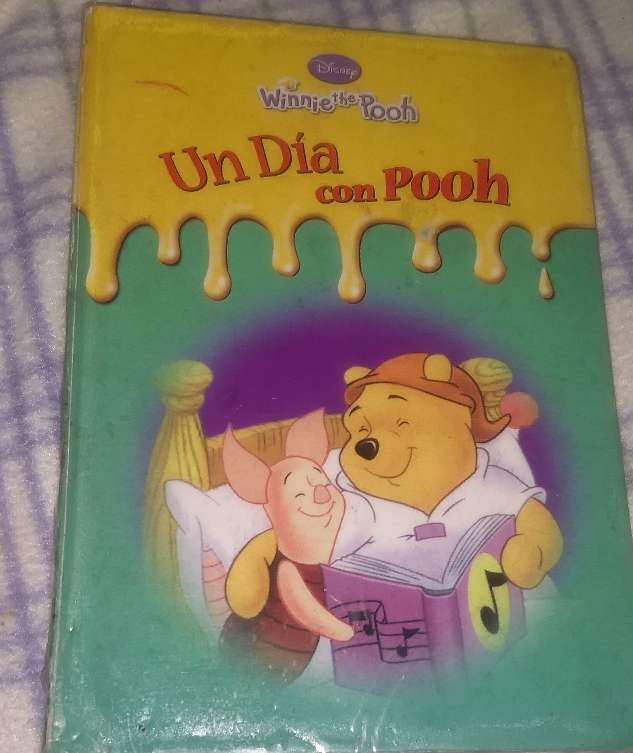 Disney
Winnie the Pooh
Un Día
con Pooh